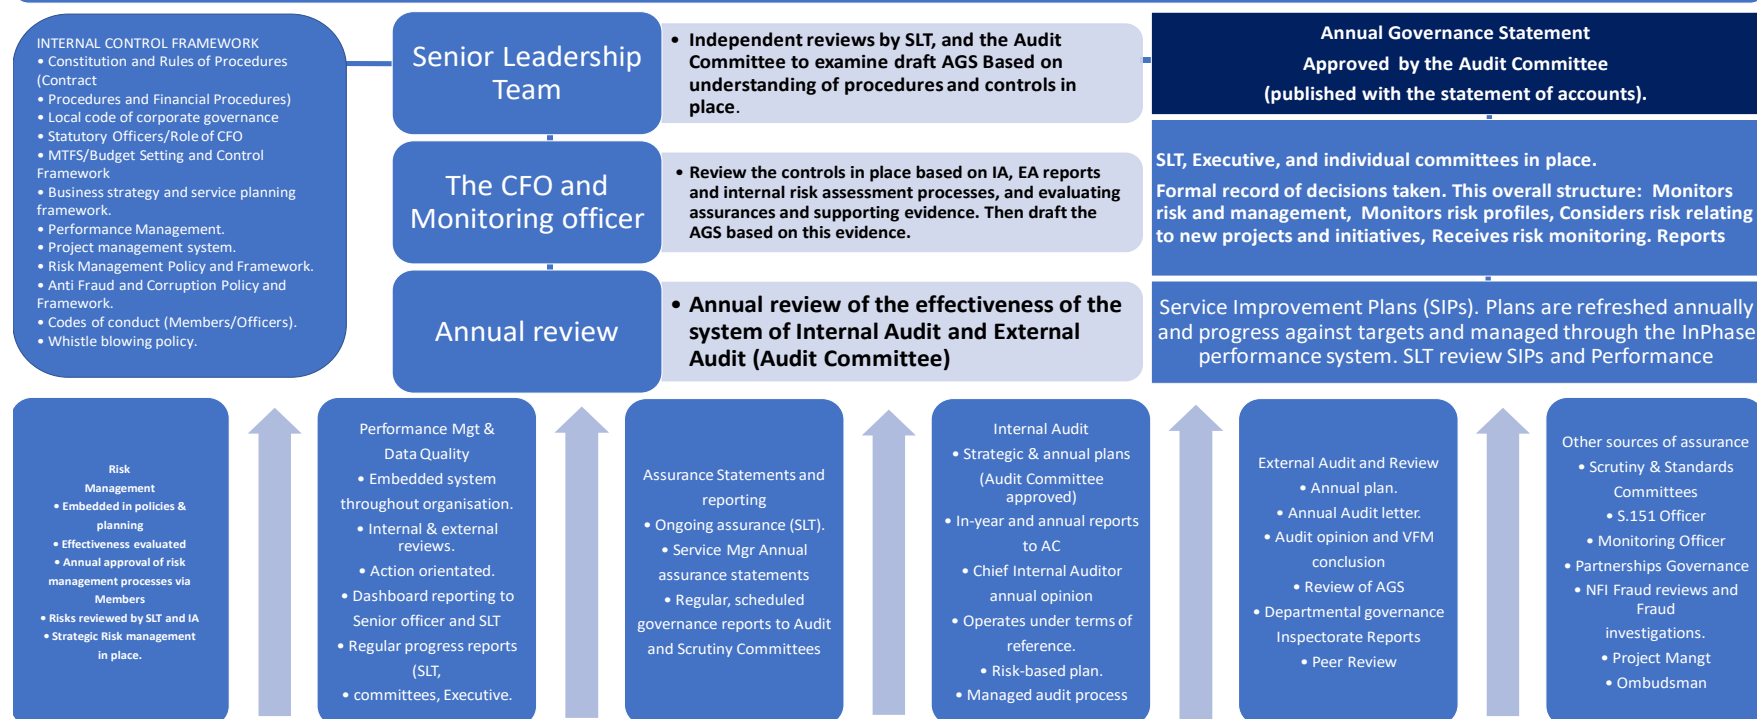 INTERNAL CONTROL FRAMEWORK
• Constitution and Rules of Procedures
(Contract
• Procedures and Financial Procedures)
• Local code of corporate governance
• Statutory Officers/Role of CFO
• MTFS/Budget Setting and Control
Framework
• Business strategy and service planning
framework.
• Performance Management.
• Project management system.
• Risk Management Policy and Framework.
• Anti Fraud and Corruption Policy and
Framework.
• Codes of conduct (Members/Officers).
• Whistle blowing policy.
Senior Leadership
Team
• Independent reviews by SLT, and the Audit
Committee to examine draft AGS Based on
understanding of procedures and controls in
place.
The CFO and
Monitoring officer
• Review the controls in place based on IA, EA reports
and internal risk assessment processes, and evaluating
assurances and supporting evidence. Then draft the
AGS based on this evidence.
Annual review
• Annual review of the effectiveness of the
system of Internal Audit and External
Audit (Audit Committee)
Annual Governance Statement
Approved by the Audit Committee
(published with the statement of accounts).
SLT, Executive, and individual committees in place.
Formal record of decisions taken. This overall structure: Monitors
risk and management, Monitors risk profiles, Considers risk relating
to new projects and initiatives, Receives risk monitoring. Reports
Service Improvement Plans (SIPs). Plans are refreshed annually
and progress against targets and managed through the InPhase
performance system. SLT review SIPs and Performance
Risk
Management
• Embedded in policies &
planning
• Effectiveness evaluated
• Annual approval of risk
management processes via
Members
• Risks reviewed by SLT and IA
• Strategic Risk management
in place.
Performance Mgt &
Data Quality
• Embedded system
throughout organisation.
• Internal & external
reviews.
• Action orientated.
• Dashboard reporting to
Senior officer and SLT
• Regular progress reports
(SLT,
• committees, Executive.
Assurance Statements and
reporting
• Ongoing assurance (SLT).
• Service Mgr Annual
assurance statements
• Regular, scheduled
governance reports to Audit
and Scrutiny Committees
Internal Audit
• Strategic & annual plans
(Audit Committee
approved)
• In-year and annual reports
to AC
• Chief Internal Auditor
annual opinion
• Operates under terms of
reference.
• Risk-based plan.
• Managed audit process
External Audit and Review
• Annual plan.
• Annual Audit letter.
• Audit opinion and VFM
conclusion
• Review of AGS
• Departmental governance
Inspectorate Reports
• Peer Review
Other sources of assurance
• Scrutiny & Standards
Committees
• S.151 Officer
• Monitoring Officer
• Partnerships Governance
• NFI Fraud reviews and
Fraud
investigations.
• Project Mangt
• Ombudsman